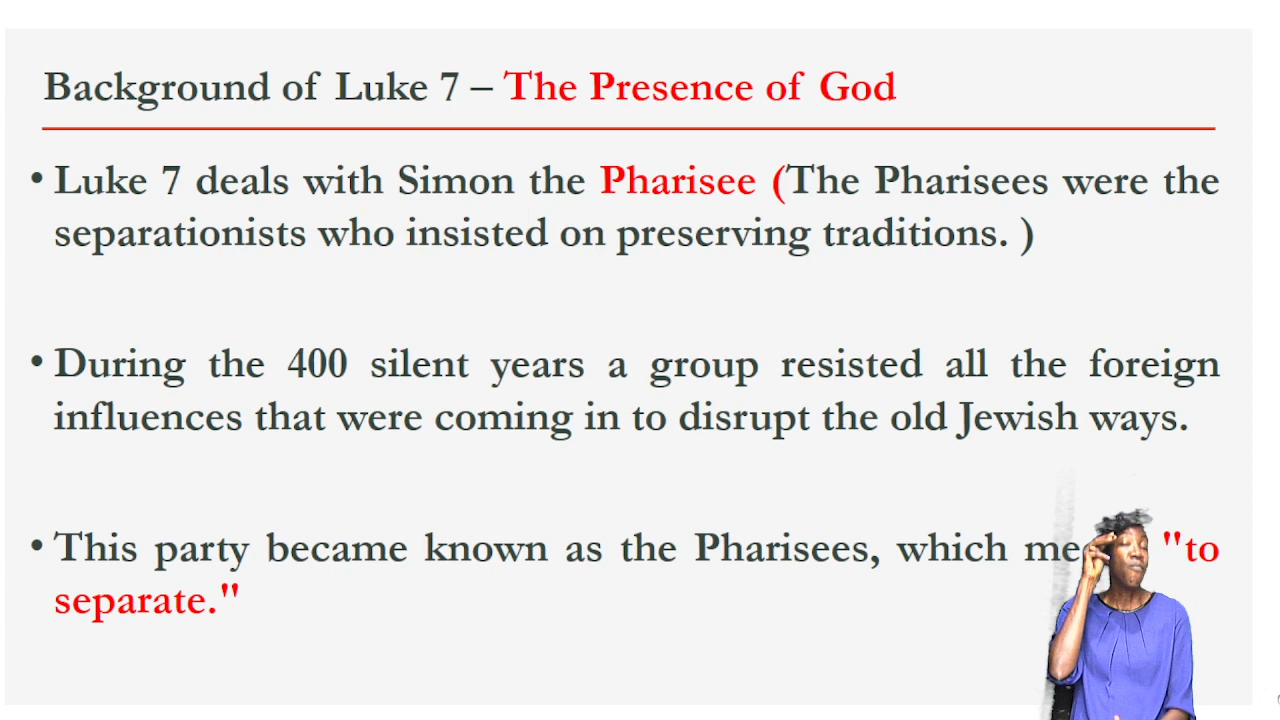 Background of Luke 7 – The Presence of God
• Luke 7 deals with Simon the Pharisee (The Pharisees were the
separationists who insisted on preserving traditions. )
• During the 400 silent years a group resisted all the foreign
influences that were coming in to disrupt the old Jewish ways.
• This party became known as the Pharisees, which "to
separate."